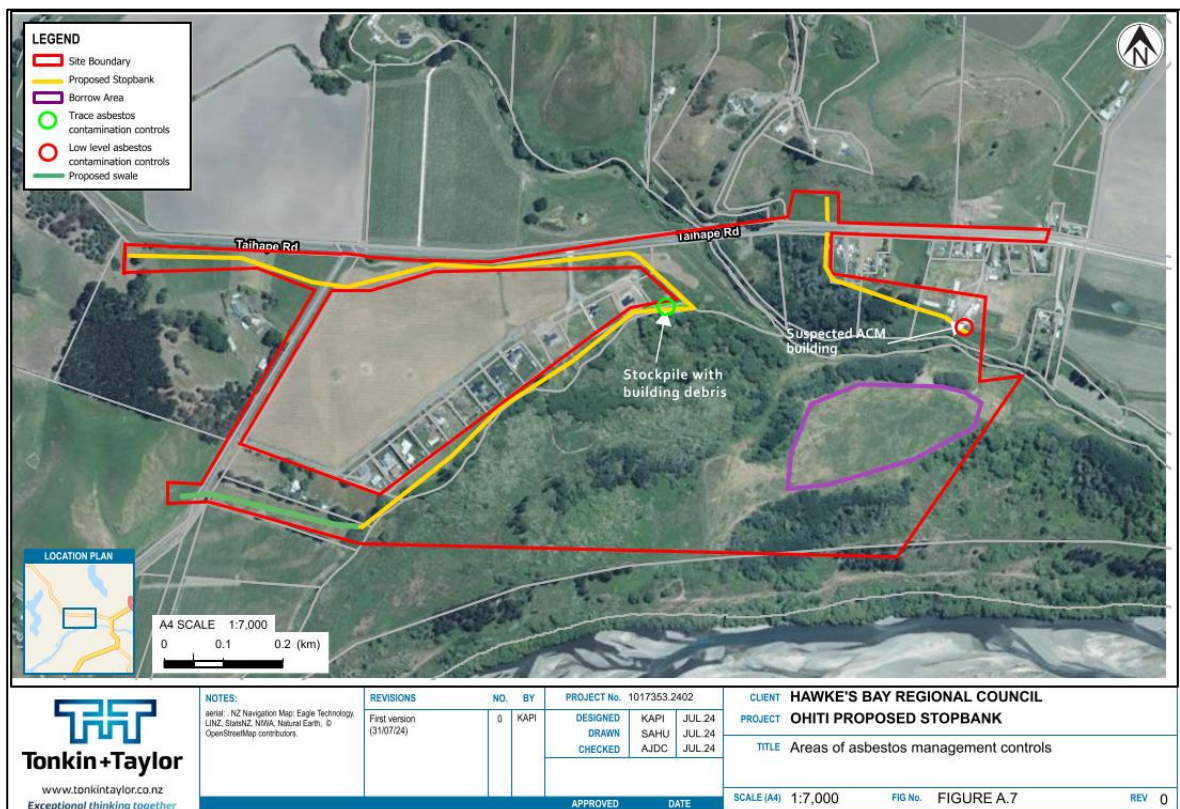 LEGEND
Site Boundary
Proposed Stopbank
Borrow Area
Trace asbestos
contamination controls
Low level asbestos
contamination controls
Proposed swale
N
Taihape Rd
Taihape Rd
Suspected ACM
building
Stockpile with
building debris
LOCATION PLAN
A4 SCALE 1:7,000
0 0.1 0.2 (km)
Tonkin+Taylor
www.tonkintaylor.co.nz
Exceptional thinking together
NOTES:
aerial: . NZ Navigation Map: Eagle Technology,
LINZ, StatsNZ, NIWA, Natural Earth, ©
OpenStreetMap contributors.
REVISIONS NO. BY
First version 0 KAPI
(31/07/24)
PROJECT No. 1017353.2402
DESIGNED KAPI JUL.24
DRAWN SAHU JUL.24
CHECKED AJDC JUL.24
APPROVED DATE
CLIENT HAWKE'S BAY REGIONAL COUNCIL
PROJECT OHITI PROPOSED STOPBANK
TITLE Areas of asbestos management controls
SCALE (A4) 1:7,000 FIG No. FIGURE A.7 REV 0